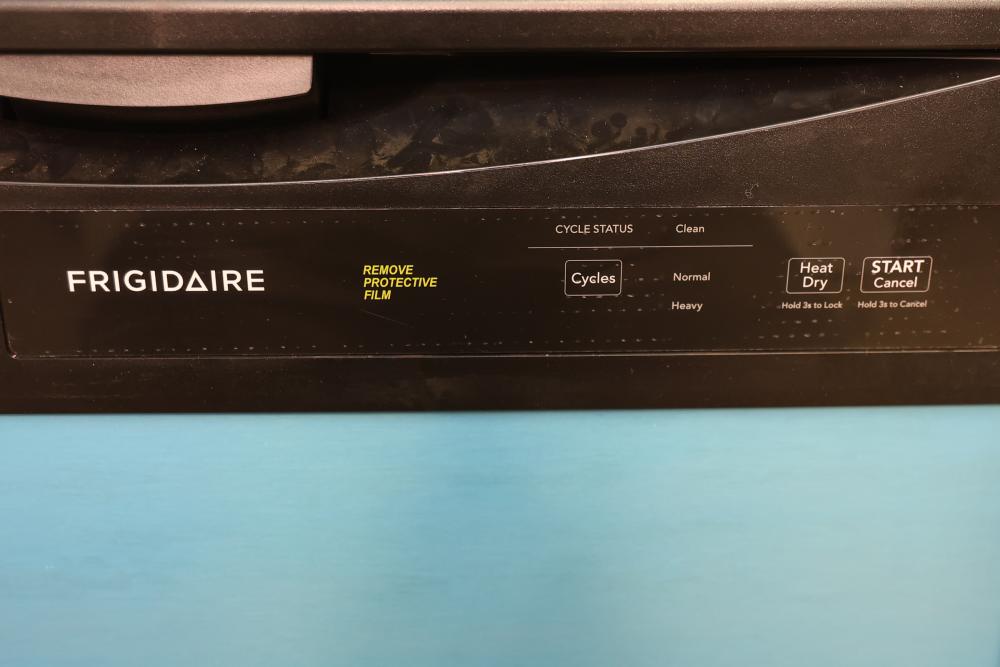 FRIGIDAIRE
REMOVE
PROTECTIVE
FILM
CYCLE STATUS
Clean
Cycles
Normal
Heavy
Heat
Dry
Hold 3s to Lock
START
Cancel
Hold 3s to Cancel